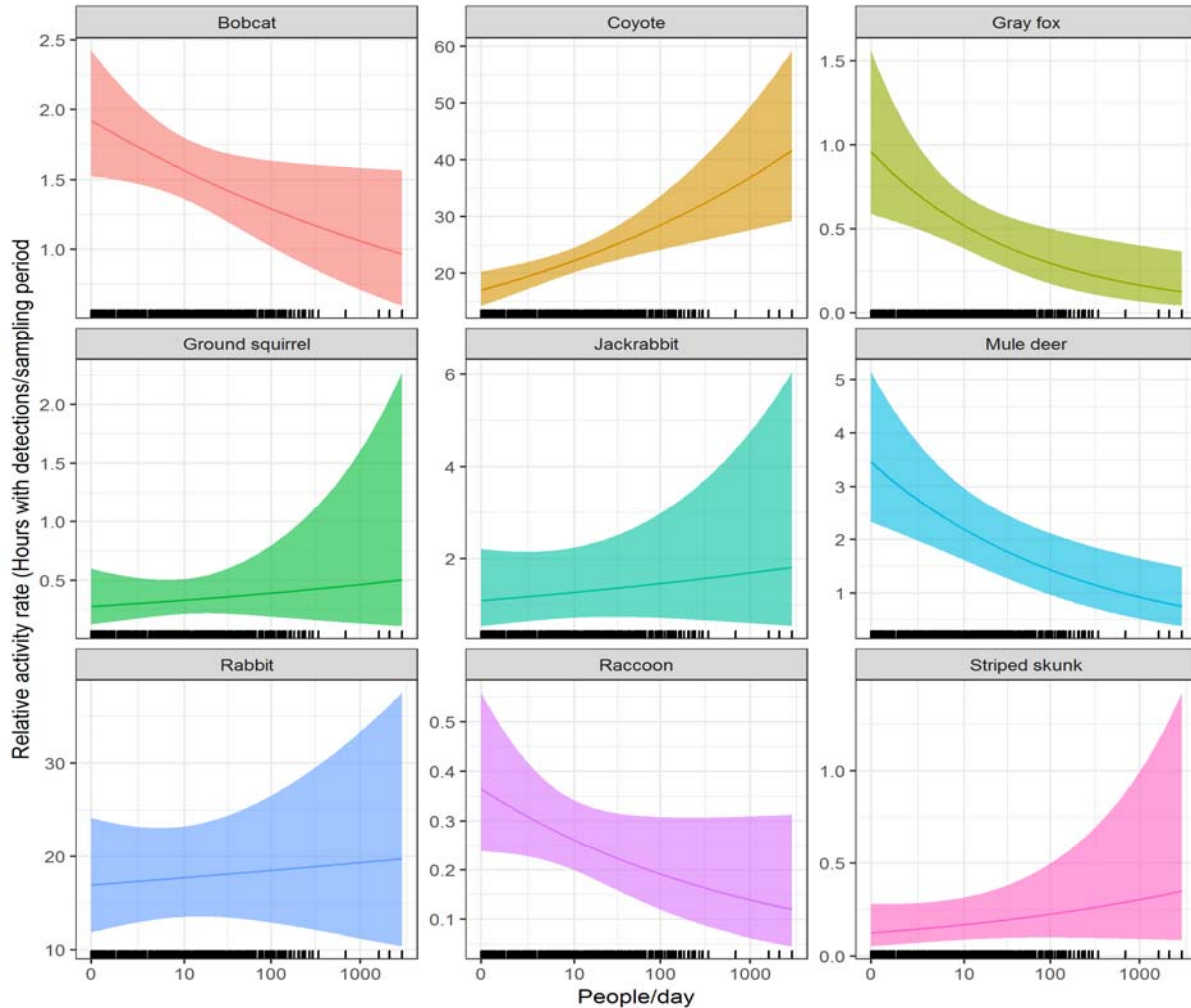 Relative activity rate (Hours with detections/sampling period
Bobcat
Coyote
Gray fox
2.5
2.0
1.5
1.0
60
50
40
30
20
1.5
1.0
0.5
0.0
Ground squirrel
Jackrabbit
Mule deer
2.0
1.5
1.0
0.5
6
4
2
5
4
3
2
1
Rabbit
Raccoon
Striped skunk
30
20
10
0.5
0.4
0.3
0.2
0.1
1.0
0.5
0.0
0 10 100 1000
0 10 100 1000
0 10 100 1000
People/day